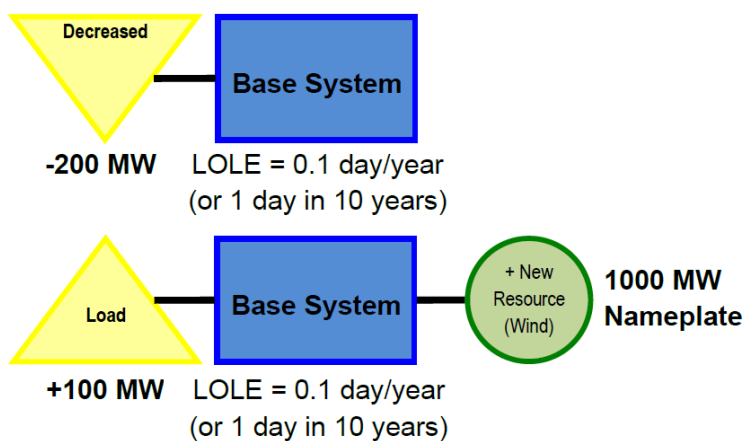 Decreased
Base System
-200 MW
LOLE = 0.1 day/year
(or 1 day in 10 years)
Load
Base System
+ New
Resource
(Wind)
1000 MW
Nameplate
+100 MW
LOLE = 0.1 day/year
(or 1 day in 10 years)